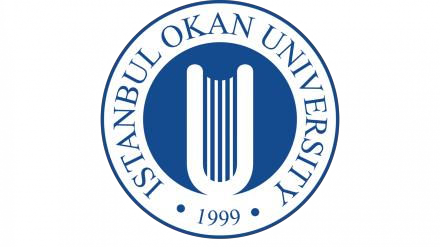 ISTANBUL OKAN UNIVERSITY
• 1999 •